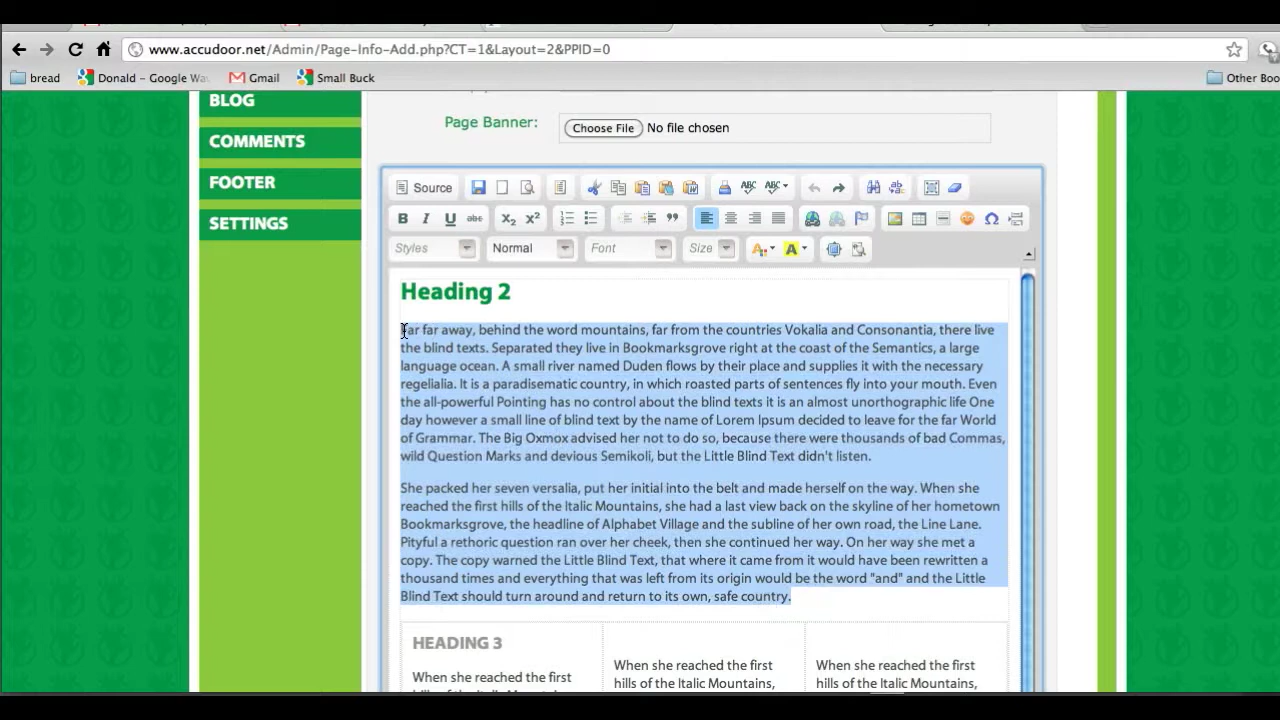 www.accudoor.net/Admin/Page-Info-Add.php?CT=1&Layout=2&PPID=0
bread Donald – Google Wa Gmail Small Buck Other Boo
BLOG
COMMENTS
FOOTER
SETTINGS
Page Banner: Choose File No file chosen
Source
B I U abc X₂ X²
Styles Normal Font Size A A
Heading 2
Far far away, behind the word mountains, far from the countries Vokalia and Consonantia, there live
the blind texts. Separated they live in Bookmarksgrove right at the coast of the Semantics, a large
language ocean. A small river named Duden flows by their place and supplies it with the necessary
regelialia. It is a paradisematic country, in which roasted parts of sentences fly into your mouth. Even
the all-powerful Pointing has no control about the blind texts it is an almost unorthographic life One
day however a small line of blind text by the name of Lorem Ipsum decided to leave for the far World
of Grammar. The Big Oxmox advised her not to do so, because there were thousands of bad Commas,
wild Question Marks and devious Semikoli, but the Little Blind Text didn't listen.
She packed her seven versalia, put her initial into the belt and made herself on the way. When she
reached the first hills of the Italic Mountains, she had a last view back on the skyline of her hometown
Bookmarksgrove, the headline of Alphabet Village and the subline of her own road, the Line Lane.
Pityful a rethoric question ran over her cheek, then she continued her way. On her way she met a
copy. The copy warned the Little Blind Text, that where it came from it would have been rewritten a
thousand times and everything that was left from its origin would be the word "and" and the Little
Blind Text should turn around and return to its own, safe country.
HEADING 3
When she reached the first
When she reached the first
hills of the Italic Mountains,
When she reached the first
hills of the Italic Mountains,